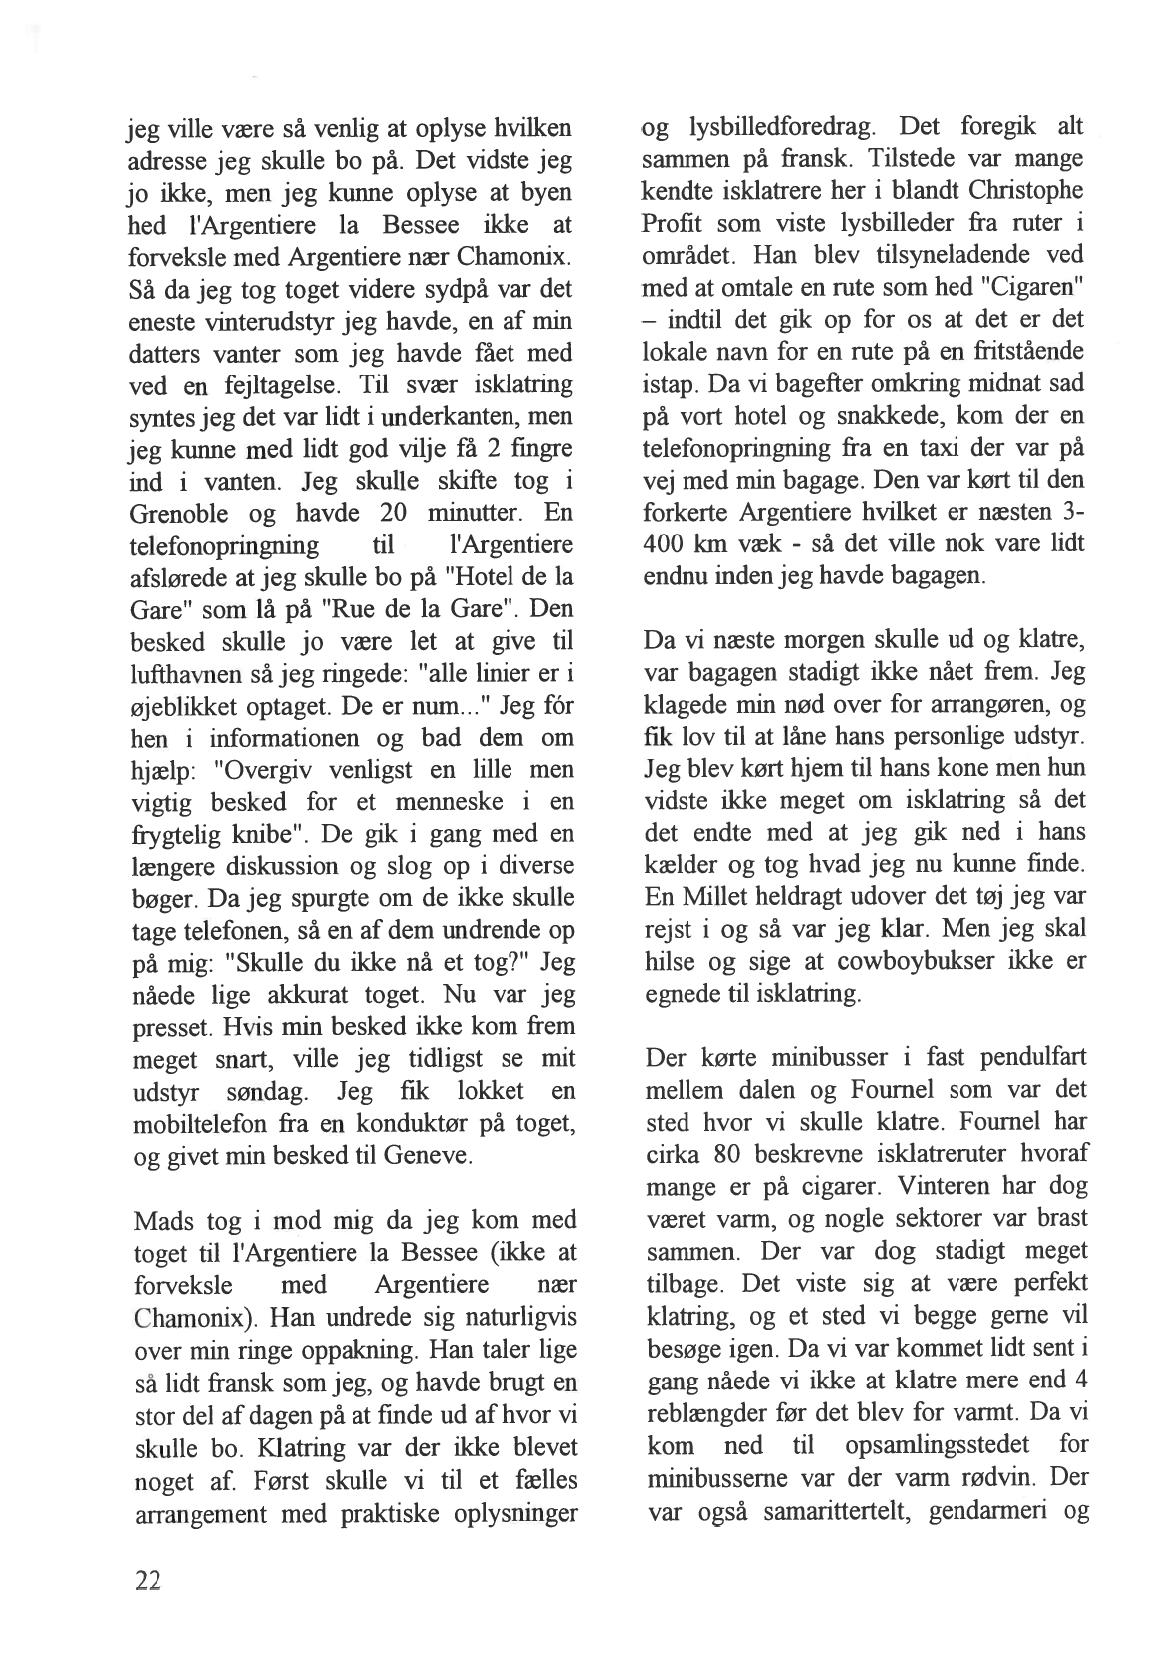 jeg ville være så venlig at oplyse hvilken
adresse jeg skulle bo på. Det vidste jeg
jo ikke, men jeg kunne oplyse at byen
hed l'Argentiere la Bessee ikke at
forveksle med Argentiere nær Chamonix.
Så da jeg tog toget videre sydpå var det
eneste vinterudstyr jeg havde, en af min
datters vanter som jeg havde fået med
ved en fejltagelse. Til svær isklatring
syntes jeg det var lidt i underkanten, men
jeg kunne med lidt god vilje få 2 fingre
ind i vanten. Jeg skulle skifte tog i
Grenoble og havde 20 minutter. En
telefonopringning til l'Argentiere
afslørede at jeg skulle bo på "Hotel de la
Gare" som lå på "Rue de la Gare". Den
besked skulle jo være let at give til
lufthavnen så jeg ringede: "alle linier er i
øjeblikket optaget. De er num..." Jeg fór
hen i informationen og bad dem om
hjælp: "Overgiv venligst en lille men
vigtig besked for et menneske i en
frygtelig knibe". De gik i gang med en
længere diskussion og slog op i diverse
bøger. Da jeg spurgte om de ikke skulle
tage telefonen, så en af dem undrende op
på mig: "Skulle du ikke nå et tog?" Jeg
nåede lige akkurat toget. Nu var jeg
presset. Hvis min besked ikke kom frem
meget snart, ville jeg tidligst se mit
udstyr søndag. Jeg fik lokket en
mobiltelefon fra en konduktør på toget,
og givet min besked til Geneve.

Mads tog i mod mig da jeg kom med
toget til l'Argentiere la Bessee (ikke at
forveksle med Argentiere nær
Chamonix). Han undrede sig naturligvis
over min ringe oppakning. Han taler lige
så lidt fransk som jeg, og havde brugt en
stor del af dagen på at finde ud af hvor vi
skulle bo. Klatring var der ikke blevet
noget af. Først skulle vi til et fælles
arrangement med praktiske oplysninger
og lysbilledforedrag. Det foregik alt
sammen på fransk. Tilstede var mange
kendte isklatrere her i blandt Christophe
Profit som viste lysbilleder fra ruter i
området. Han blev tilsyneladende ved
med at omtale en rute som hed "Cigaren"
– indtil det gik op for os at det er det
lokale navn for en rute på en fritstående
istap. Da vi bagefter omkring midnat sad
på vort hotel og snakkede, kom der en
telefonopringning fra en taxi der var på
vej med min bagage. Den var kørt til den
forkerte Argentiere hvilket er næsten 3-
400 km væk - så det ville nok vare lidt
endnu inden jeg havde bagagen.

Da vi næste morgen skulle ud og klatre,
var bagagen stadigt ikke nået frem. Jeg
klagede min nød over for arrangøren, og
fik lov til at låne hans personlige udstyr.
Jeg blev kørt hjem til hans kone men hun
vidste ikke meget om isklatring så det
det endte med at jeg gik ned i hans
kælder og tog hvad jeg nu kunne finde.
En Millet heldragt udover det tøj jeg var
rejst i og så var jeg klar. Men jeg skal
hilse og sige at cowboybukser ikke er
egnede til isklatring.

Der kørte minibusser i fast pendulfart
mellem dalen og Fournel som var det
sted hvor vi skulle klatre. Fournel har
cirka 80 beskrevne isklatreruter hvoraf
mange er på cigarer. Vinteren har dog
været varm, og nogle sektorer var brast
sammen. Der var dog stadigt meget
tilbage. Det viste sig at være perfekt
klatring, og et sted vi begge gerne vil
besøge igen. Da vi var kommet lidt sent i
gang nåede vi ikke at klatre mere end 4
reblængder før det blev for varmt. Da vi
kom ned til opsamlingsstedet for
minibusserne var der varm rødvin. Der
var også samarittertelt, gendarmeri og
22